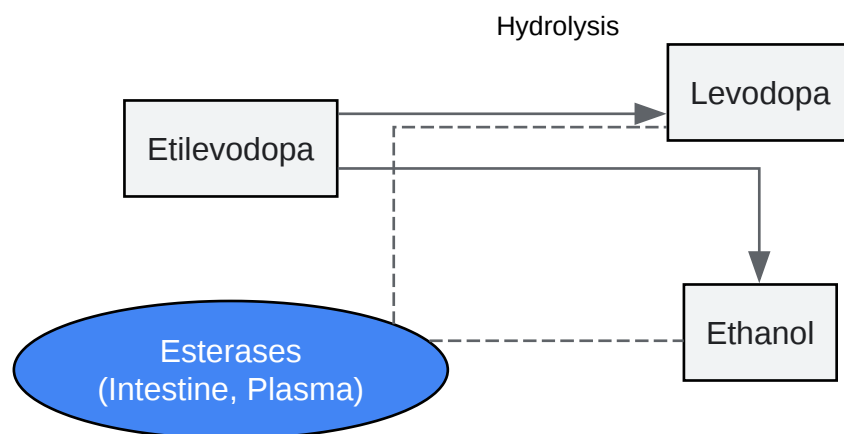 Hydrolysis
Levodopa
Etilevodopa
Ethanol
Esterases
(Intestine, Plasma)